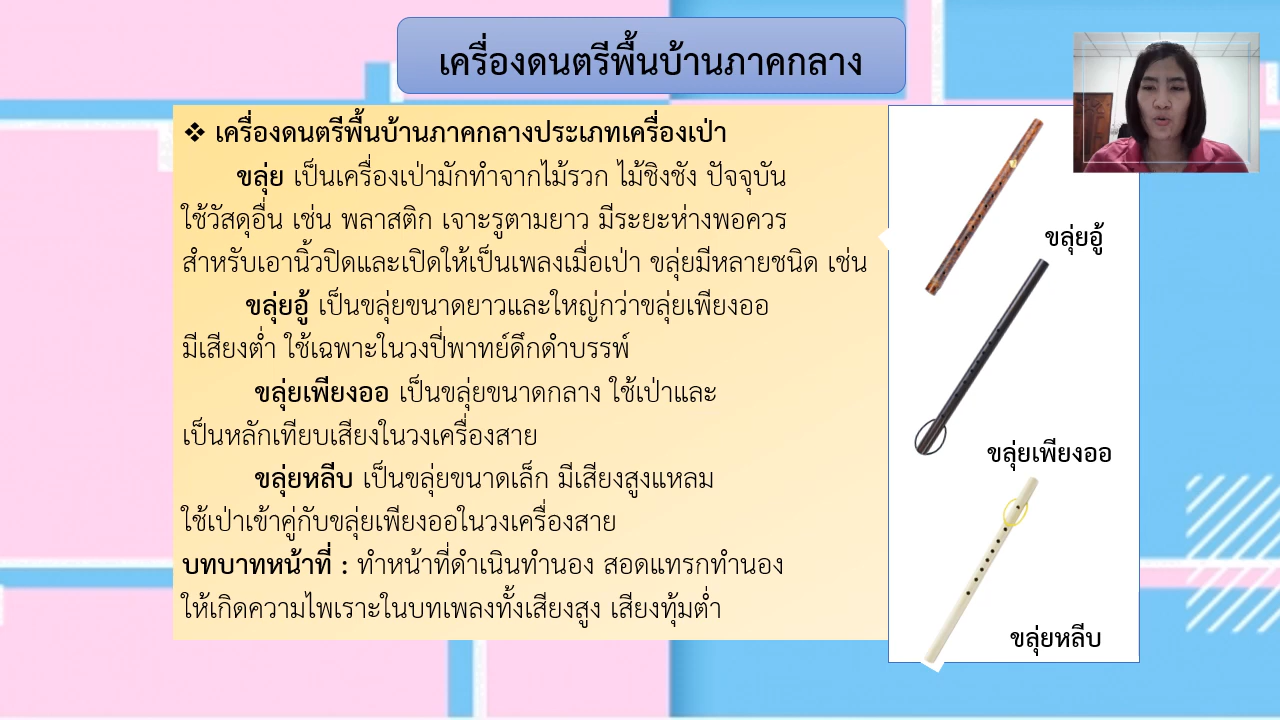 เครื่องดนตรีพื้นบ้านภาคกลาง
❖ เครื่องดนตรีพื้นบ้านภาคกลางประเภทเครื่องเป่า
ขลุ่ย เป็นเครื่องเป่ามักทำจากไม้รวก ไม้ชิงชัง ปัจจุบัน
ใช้วัสดุอื่น เช่น พลาสติก เจาะรูตามยาว มีระยะห่างพอควร
สำหรับเอานิ้วปิดและเปิดให้เป็นเพลงเมื่อเป่า ขลุ่ยมีหลายชนิด เช่น
ขลุ่ยอู้ เป็นขลุ่ยขนาดยาวและใหญ่กว่าขลุ่ยเพียงออ
มีเสียงต่ำ ใช้เฉพาะในวงปี่พาทย์ดึกดำบรรพ์
ขลุ่ยเพียงออ เป็นขลุ่ยขนาดกลาง ใช้เป่าและ
เป็นหลักเทียบเสียงในวงเครื่องสาย
ขลุ่ยหลีบ เป็นขลุ่ยขนาดเล็ก มีเสียงสูงแหลม
ใช้เป่าเข้าคู่กับขลุ่ยเพียงออในวงเครื่องสาย
บทบาทหน้าที่ : ทำหน้าที่ดำเนินทำนอง สอดแทรกทำนอง
ให้เกิดความไพเราะในบทเพลงทั้งเสียงสูง เสียงทุ้มต่ำ
ขลุ่ยอู้
ขลุ่ยเพียงออ
ขลุ่ยหลีบ